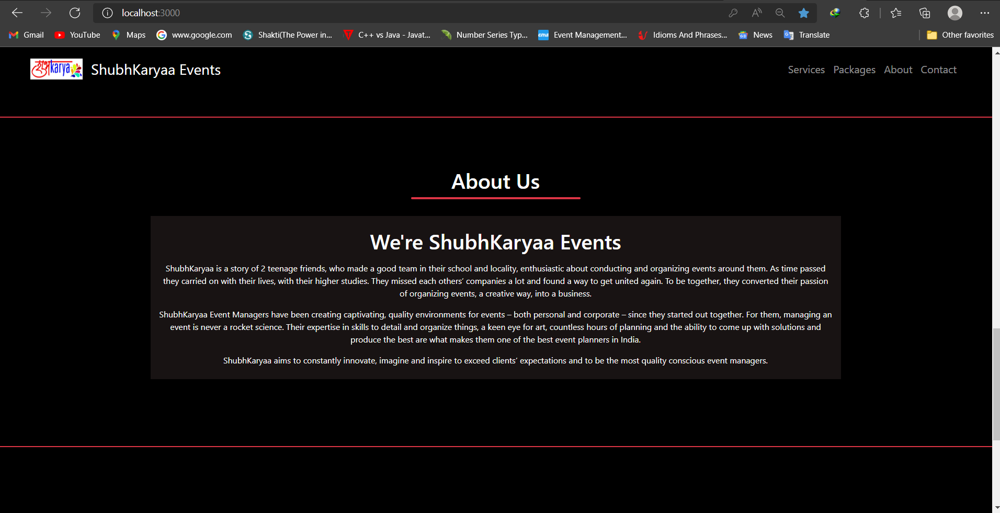 localhost:3000
Gmail YouTube Maps www.google.com Shakti(The Power in... C++ vs Java - Javat... Number Series Typ... Event Management... Idioms And Phrases... News Translate Other favorites
शुभkarya ShubhKaryaa Events Services Packages About Contact
About Us
We're ShubhKaryaa Events
ShubhKaryaa is a story of 2 teenage friends, who made a good team in their school and locality, enthusiastic about conducting and organizing events around them. As time passed
they carried on with their lives, with their higher studies. They missed each others’ companies a lot and found a way to get united again. To be together, they converted their passion
of organizing events, a creative way, into a business.
ShubhKaryaa Event Managers have been creating captivating, quality environments for events – both personal and corporate – since they started out together. For them, managing an
event is never a rocket science. Their expertise in skills to detail and organize things, a keen eye for art, countless hours of planning and the ability to come up with solutions and
produce the best are what makes them one of the best event planners in India.
ShubhKaryaa aims to constantly innovate, imagine and inspire to exceed clients’ expectations and to be the most quality conscious event managers.